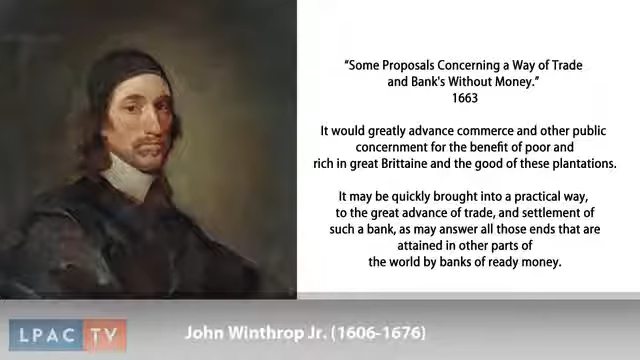 “Some Proposals Concerning a Way of Trade
and Bank's Without Money.”
1663
It would greatly advance commerce and other public
concernment for the benefit of poor and
rich in great Brittaine and the good of these plantations.
It may be quickly brought into a practical way,
to the great advance of trade, and settlement of
such a bank, as may answer all those ends that are
attained in other parts of
the world by banks of ready money.
LPAC TV
John Winthrop Jr. (1606-1676)